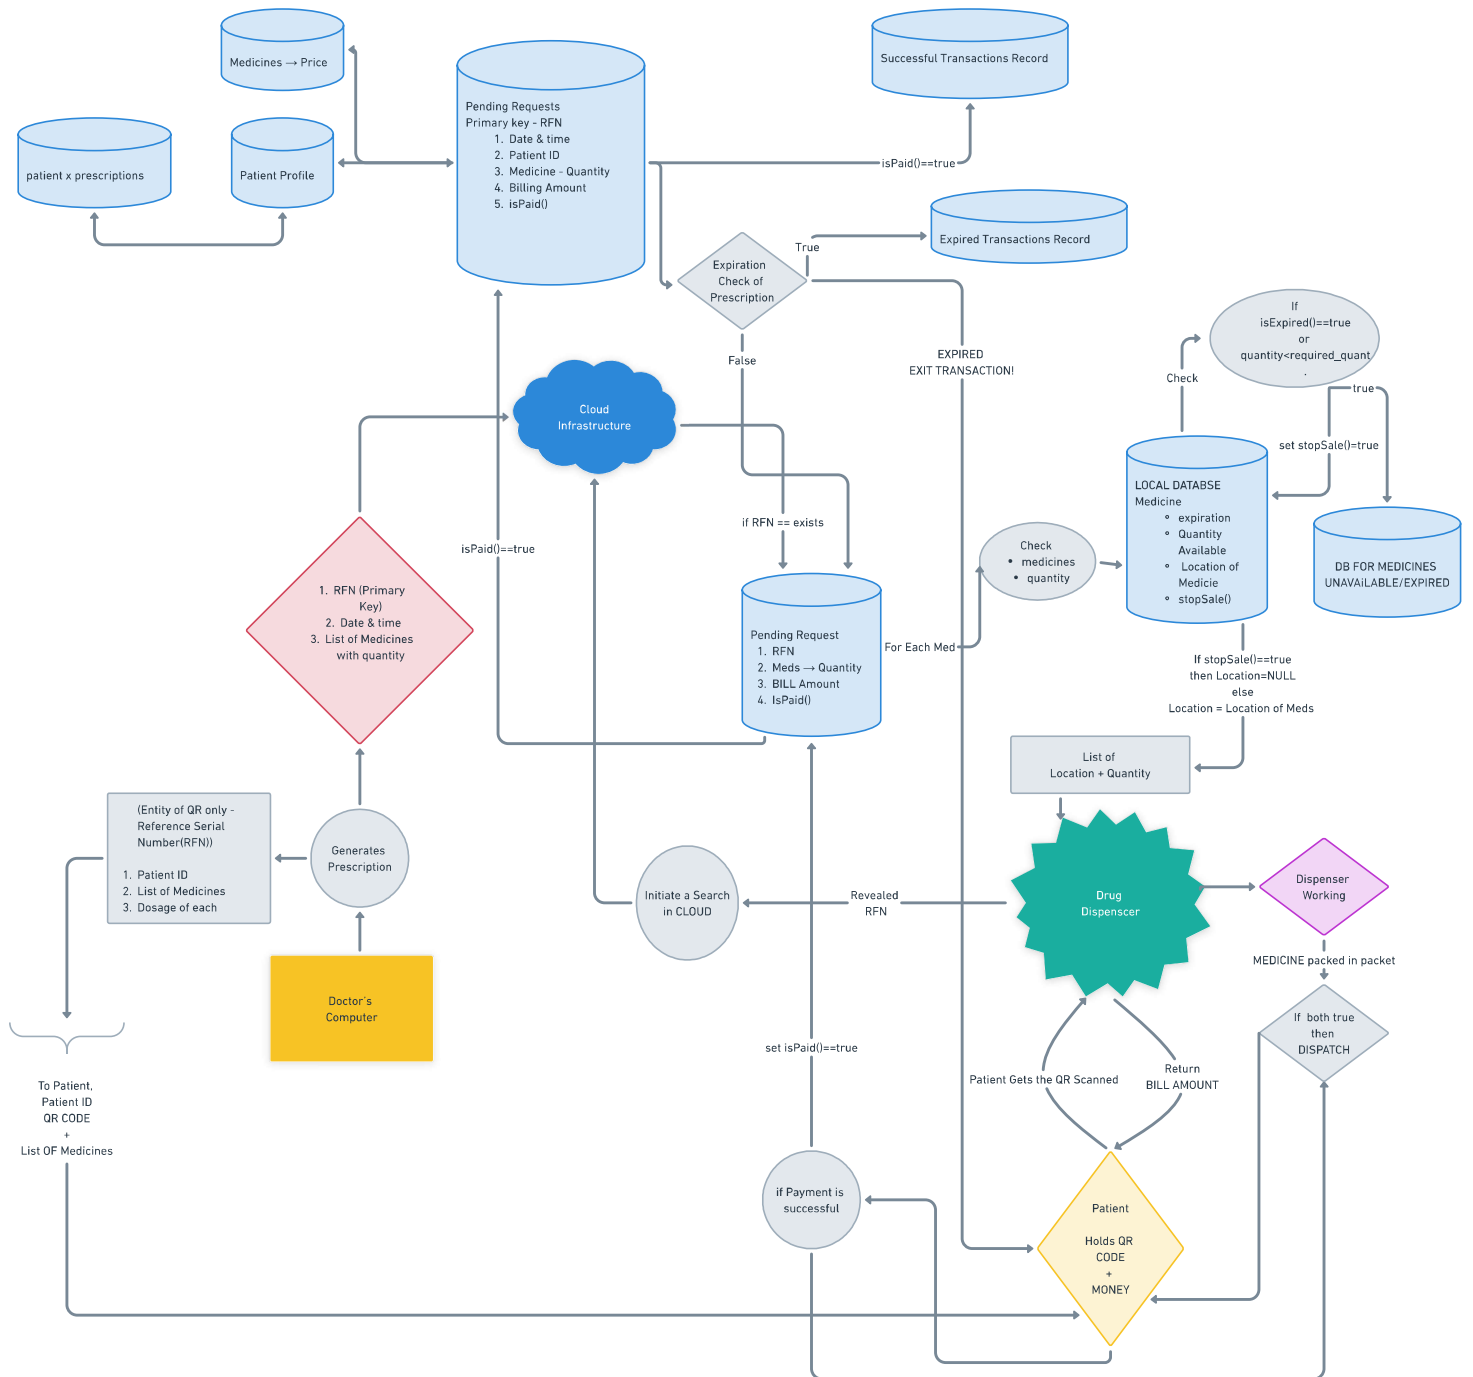 Medicines → Price
Successful Transactions Record
Pending Requests
Primary key - RFN
1. Date & time
2. Patient ID
3. Medicine - Quantity
4. Billing Amount
5. isPaid()
patient x prescriptions
Patient Profile
isPaid()==true
Expired Transactions Record
True
Expiration
Check of
Prescription
False
EXPIRED
EXIT TRANSACTION!
If
isExpired()==true
or
quantity<required_quant
.
Check
true
set stopSale()=true
Cloud
Infrastructure
LOCAL DATABSE
Medicine
∘ expiration
∘ Quantity
Available
∘ Location of
Medicie
∘ stopSale()
DB FOR MEDICINES
UNAVAiLABLE/EXPIRED
if RFN == exists
isPaid()==true
Check
• medicines
• quantity
1. RFN (Primary
Key)
2. Date & time
3. List of Medicines
with quantity
Pending Request
1. RFN
2. Meds → Quantity
3. BILL Amount
4. IsPaid()
For Each Med
If stopSale()==true
then Location=NULL
else
Location = Location of Meds
List of
Location + Quantity
(Entity of QR only -
Reference Serial
Number(RFN))
1. Patient ID
2. List of Medicines
3. Dosage of each
Generates
Prescription
Initiate a Search
in CLOUD
Revealed
RFN
Drug
Dispenscer
Dispenser
Working
MEDICINE packed in packet
Doctor's
Computer
If both true
then
DiSPATCH
set isPaid()==true
Patient Gets the QR Scanned
Return
BILL AMOUNT
To Patient,
Patient ID
QR CODE
+
List OF Medicines
if Payment is
successful
Patient
Holds QR
CODE
+
MONEY